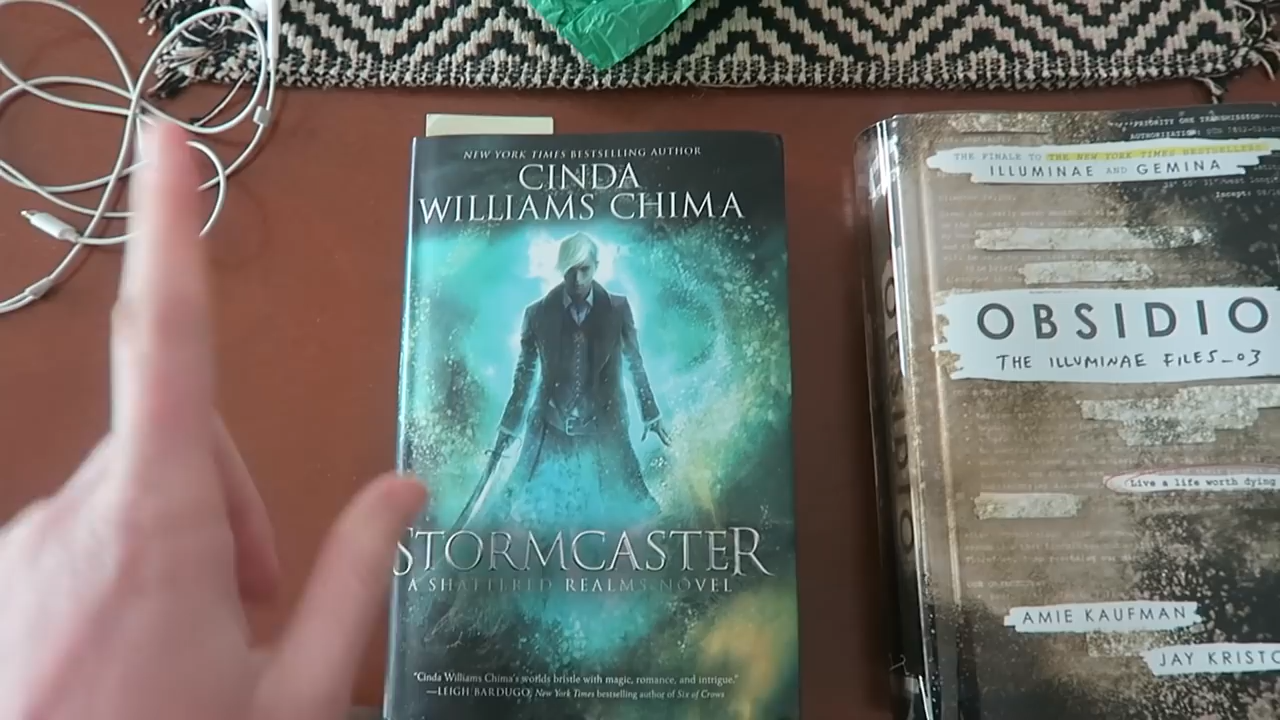 NEW YORK TIMES BESTSELLING AUTHOR
CINDA
WILLIAMS CHIMA
STORMCASTER
A SHATTERED REALMS NOVEL
"Cinda Williams Chima's worlds bristle with magic, romance, and intrigue."
—LEIGH BARDUGO, New York Times bestselling author of Six of Crows
PRIORITY ONE TRANSMISSION
AUTHORIZATION:
THE FINALE TO THE NEW YORK TIMES BESTSELLERS
ILLUMINAE AND GEMINA
OBSIDIO
THE ILLUMINAE FILES_03
Live a life worth dying
AMIE KAUFMAN
JAY KRISTO
OBSIDIO